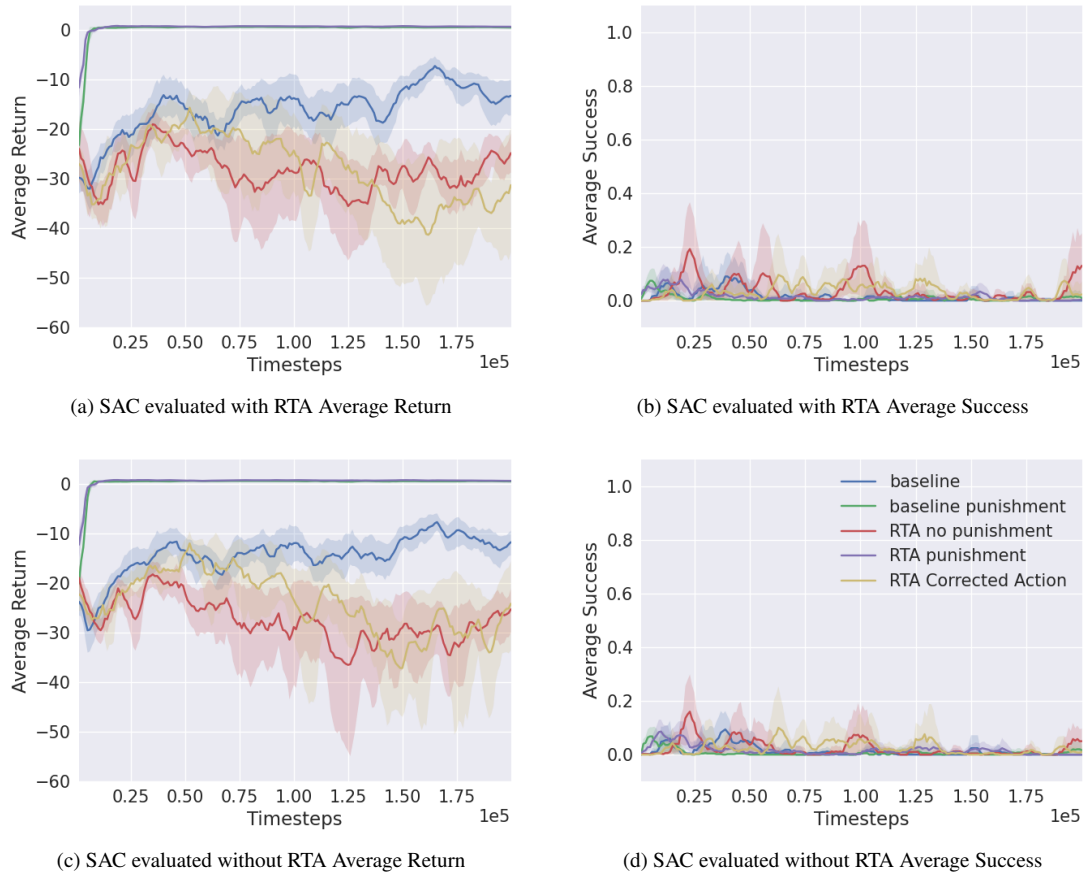 0
−10
−20
−30
−40
−50
−60
Average Return
0.25 0.50 0.75 1.00 1.25 1.50 1.75
Timesteps
1e5
(a) SAC evaluated with RTA Average Return
1.0
0.8
0.6
0.4
0.2
0.0
Average Success
0.25 0.50 0.75 1.00 1.25 1.50 1.75
Timesteps
1e5
(b) SAC evaluated with RTA Average Success
0
−10
−20
−30
−40
−50
−60
Average Return
0.25 0.50 0.75 1.00 1.25 1.50 1.75
Timesteps
1e5
(c) SAC evaluated without RTA Average Return
1.0
0.8
0.6
0.4
0.2
0.0
Average Success
baseline
baseline punishment
RTA no punishment
RTA punishment
RTA Corrected Action
0.25 0.50 0.75 1.00 1.25 1.50 1.75
Timesteps
1e5
(d) SAC evaluated without RTA Average Success